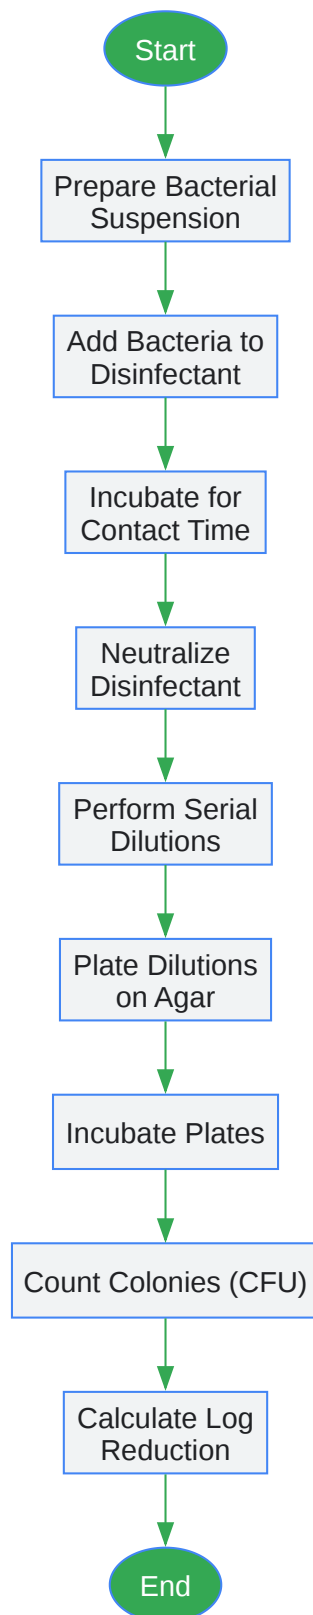 Start
Prepare Bacterial
Suspension
Add Bacteria to
Disinfectant
Incubate for
Contact Time
Neutralize
Disinfectant
Perform Serial
Dilutions
Plate Dilutions
on Agar
Incubate Plates
Count Colonies (CFU)
Calculate Log
Reduction
End